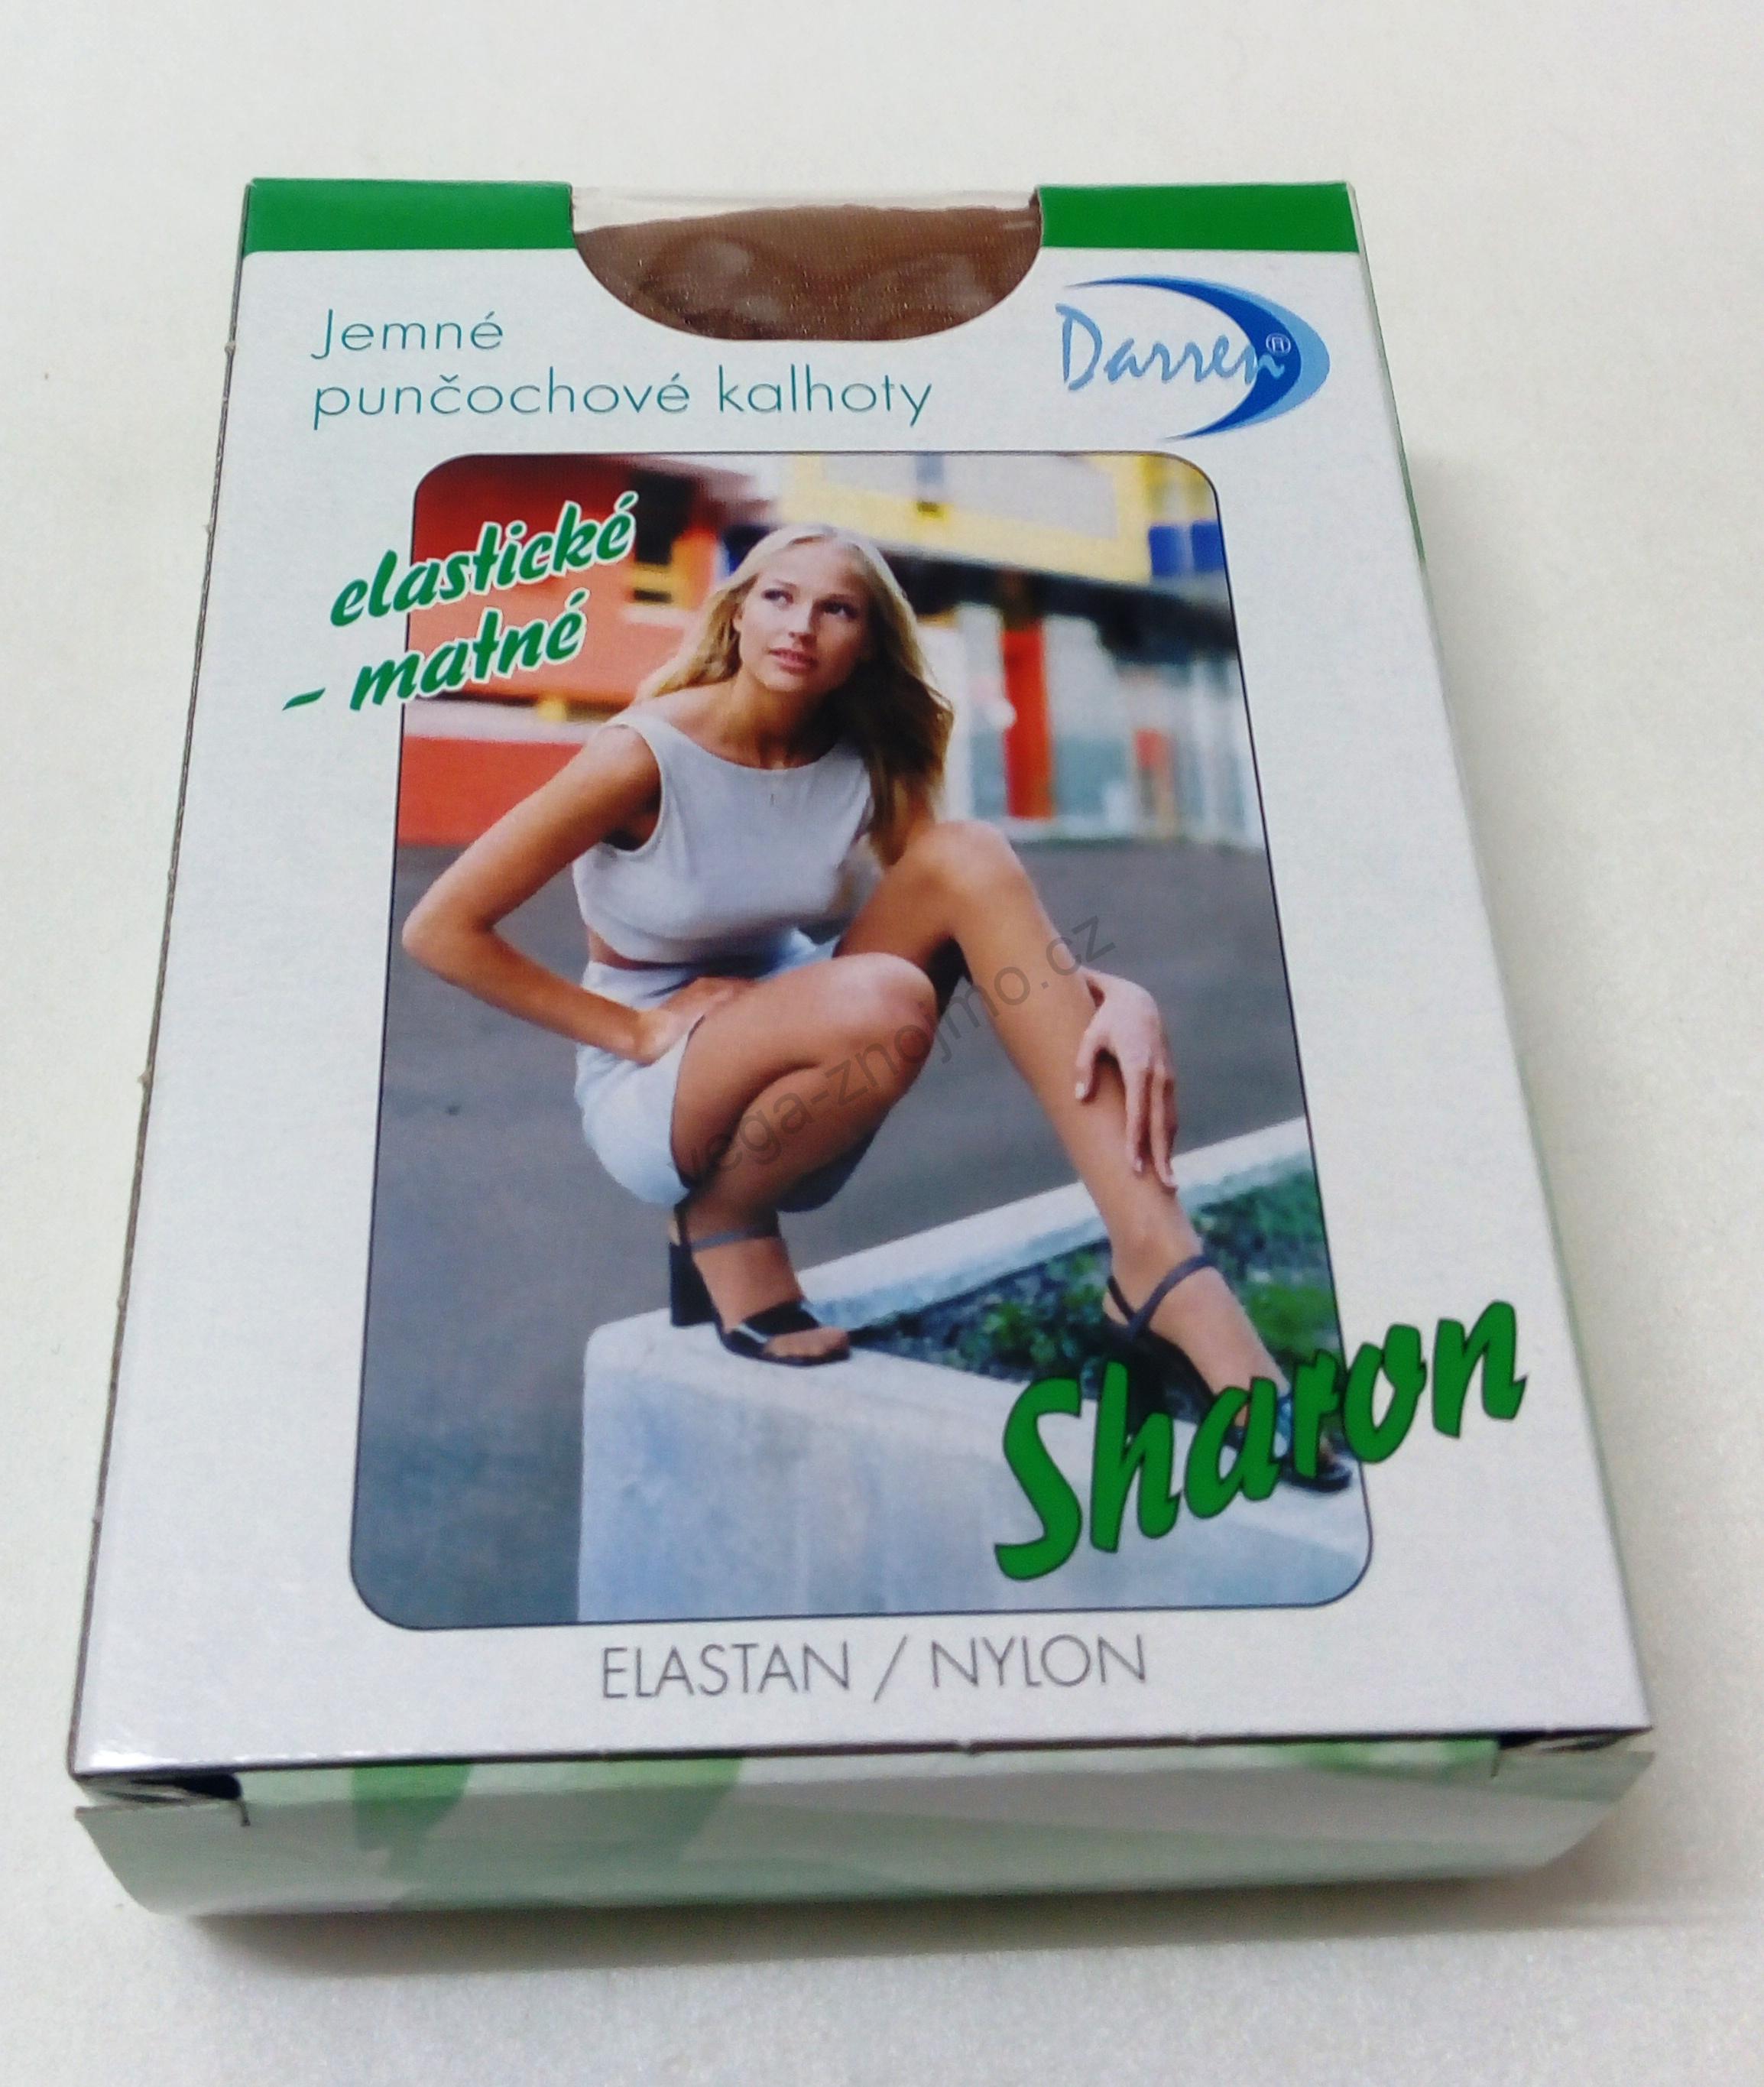 Jemné
punčochové kalhoty
Darren®
elastické
- matné
vega-znojmo.cz
Sharon
ELASTAN / NYLON